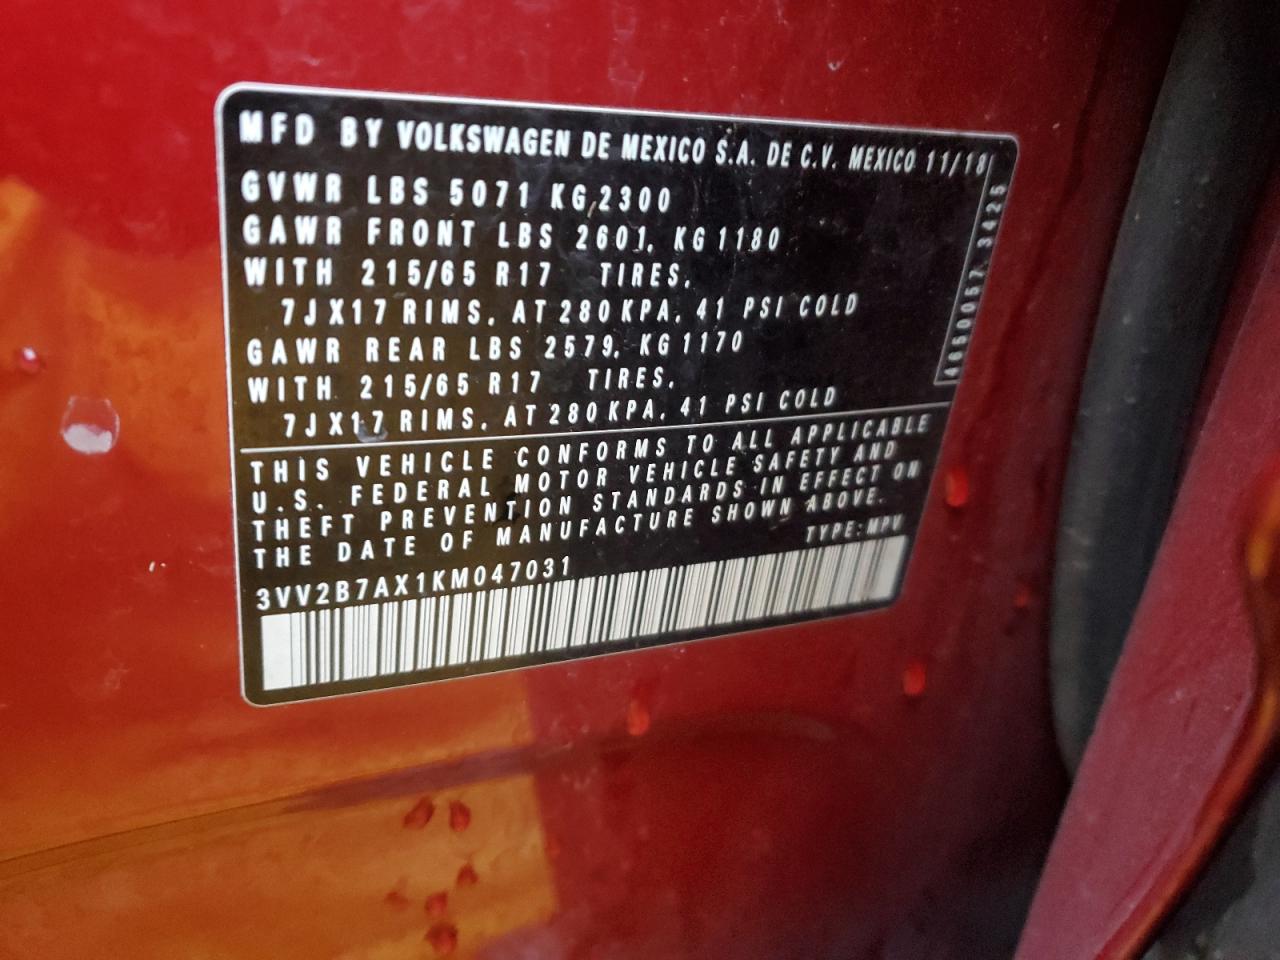 MFD BY VOLKSWAGEN DE MEXICO S.A. DE C.V. MEXICO 11/18
GVWR LBS 5071 KG 2300
GAWR FRONT LBS 2601, KG 1180
WITH 215/65 R17 TIRES,
7JX17 RIMS, AT 280 KPA, 41 PSI COLD
GAWR REAR LBS 2579, KG 1170
WITH 215/65 R17 TIRES,
7JX17 RIMS, AT 280 KPA, 41 PSI COLD
THIS VEHICLE CONFORMS TO ALL APPLICABLE
U.S. FEDERAL MOTOR VEHICLE SAFETY AND
THEFT PREVENTION STANDARDS IN EFFECT ON
THE DATE OF MANUFACTURE SHOWN ABOVE.
TYPE: MPV
3VV2B7AX1KM047031